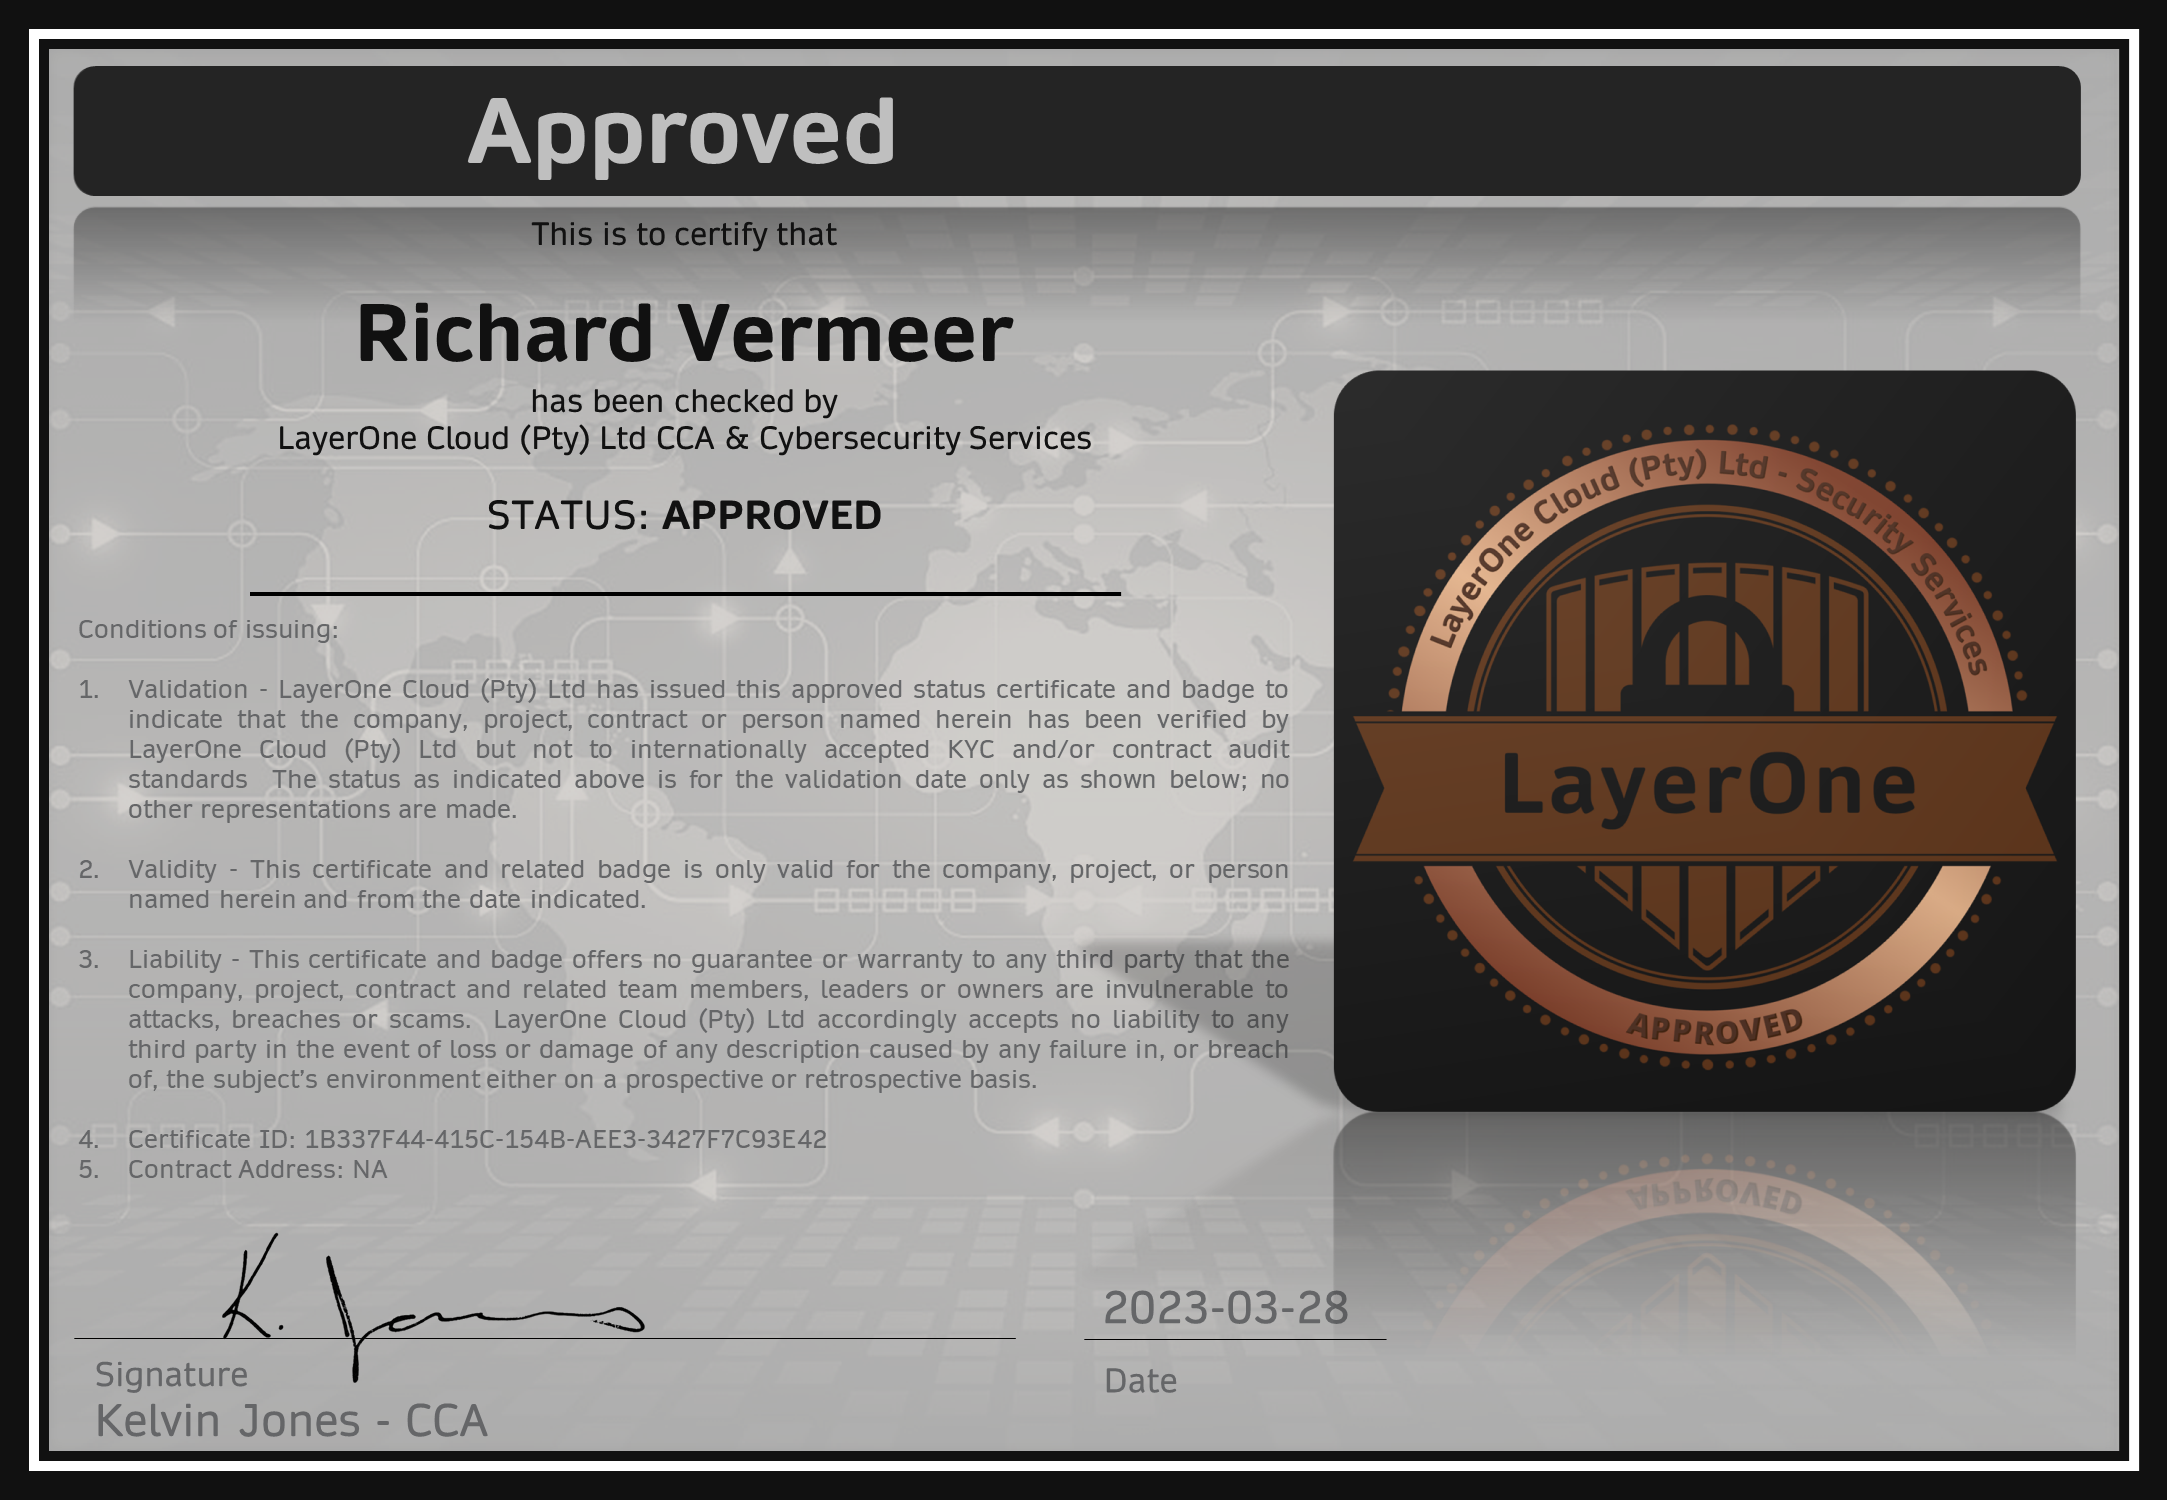 Approved
This is to certify that
Richard Vermeer
has been checked by
LayerOne Cloud (Pty) Ltd CCA & Cybersecurity Services
STATUS: APPROVED
Conditions of issuing:
1. Validation - LayerOne Cloud (Pty) Ltd has issued this approved status certificate and badge to
indicate that the company, project, contract or person named herein has been verified by
LayerOne Cloud (Pty) Ltd but not to internationally accepted KYC and/or contract audit
standards  The status as indicated above is for the validation date only as shown below; no
other representations are made.
2. Validity - This certificate and related badge is only valid for the company, project, or person
named herein and from the date indicated.
3. Liability - This certificate and badge offers no guarantee or warranty to any third party that the
company, project, contract and related team members, leaders or owners are invulnerable to
attacks, breaches or scams.  LayerOne Cloud (Pty) Ltd accordingly accepts no liability to any
third party in the event of loss or damage of any description caused by any failure in, or breach
of, the subject’s environment either on a prospective or retrospective basis.
4. Certificate ID: 1B337F44-415C-154B-AEE3-3427F7C93E42
5. Contract Address: NA
K. Jones
Signature
Kelvin Jones - CCA
2023-03-28
Date
LayerOne Cloud (Pty) Ltd - Security Services
LayerOne
APPROVED
APPROVED